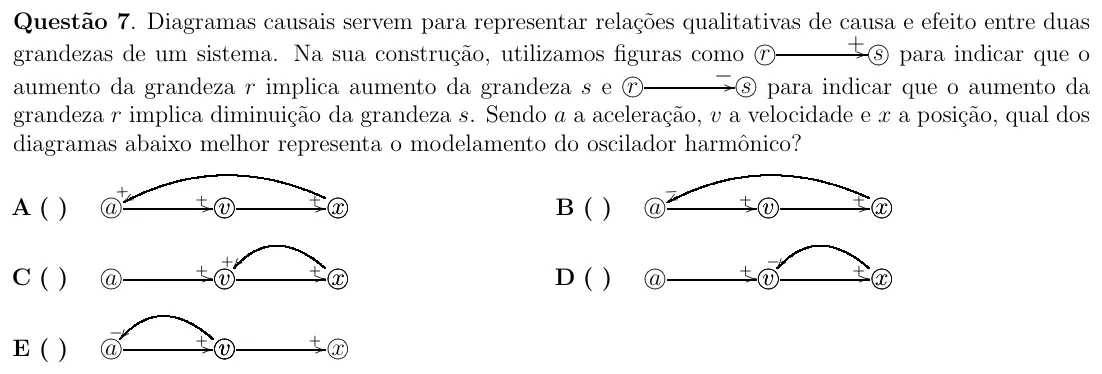 Questão 7. Diagramas causais servem para representar relações qualitativas de causa e efeito entre duas
grandezas de um sistema. Na sua construção, utilizamos figuras como r + s para indicar que o
aumento da grandeza r implica aumento da grandeza s e r − s para indicar que o aumento da
grandeza r implica diminuição da grandeza s. Sendo a a aceleração, v a velocidade e x a posição, qual dos
diagramas abaixo melhor representa o modelamento do oscilador harmônico?
A ( ) a + + v + x
B ( ) a − + v + x
C ( ) a + v + + x
D ( ) a + v − + x
E ( ) a − + v + x